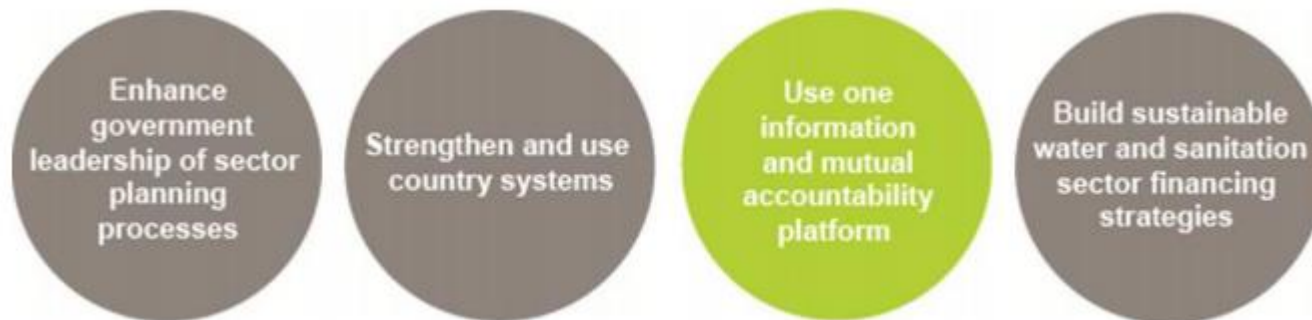 Enhance
government
leadership of sector
planning
processes
Strengthen and use
country systems
Use one
information
and mutual
accountability
platform
Build sustainable
water and sanitation
sector financing
strategies